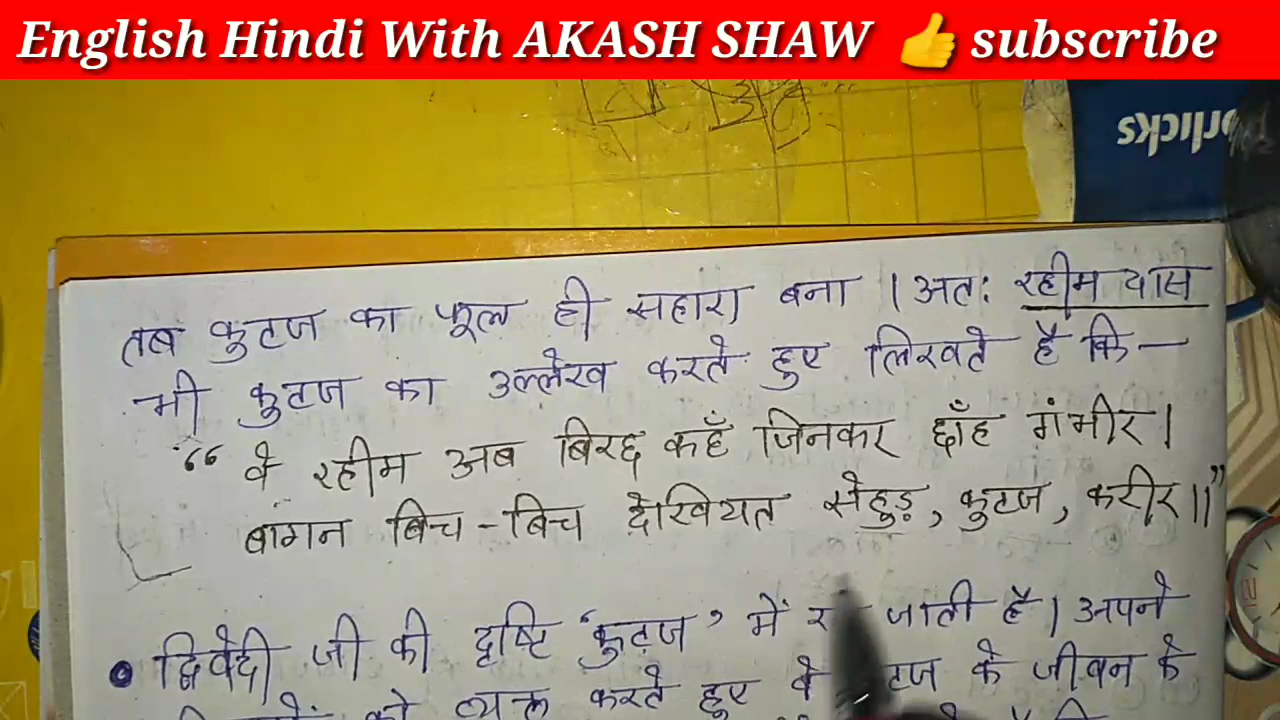 English Hindi With AKASH SHAW 👍 subscribe
orlicks
तब कुटज का फूल ही सहारा बना । अतः रहीम दास
भी कुटज का उल्लेख करते हुए लिखते है कि —
“ वे रहीम अब बिरछ कहँ जिनकर छाँह गंभीर ।
बागन बिच - बिच देखियत सेहुड़ , कुटज , करीर ॥ ”
• द्विवेदी जी की दृष्टि ‘ कुटज ’ में जाती है । अपने
को व्यक्त करते हुए वे के जीवन के